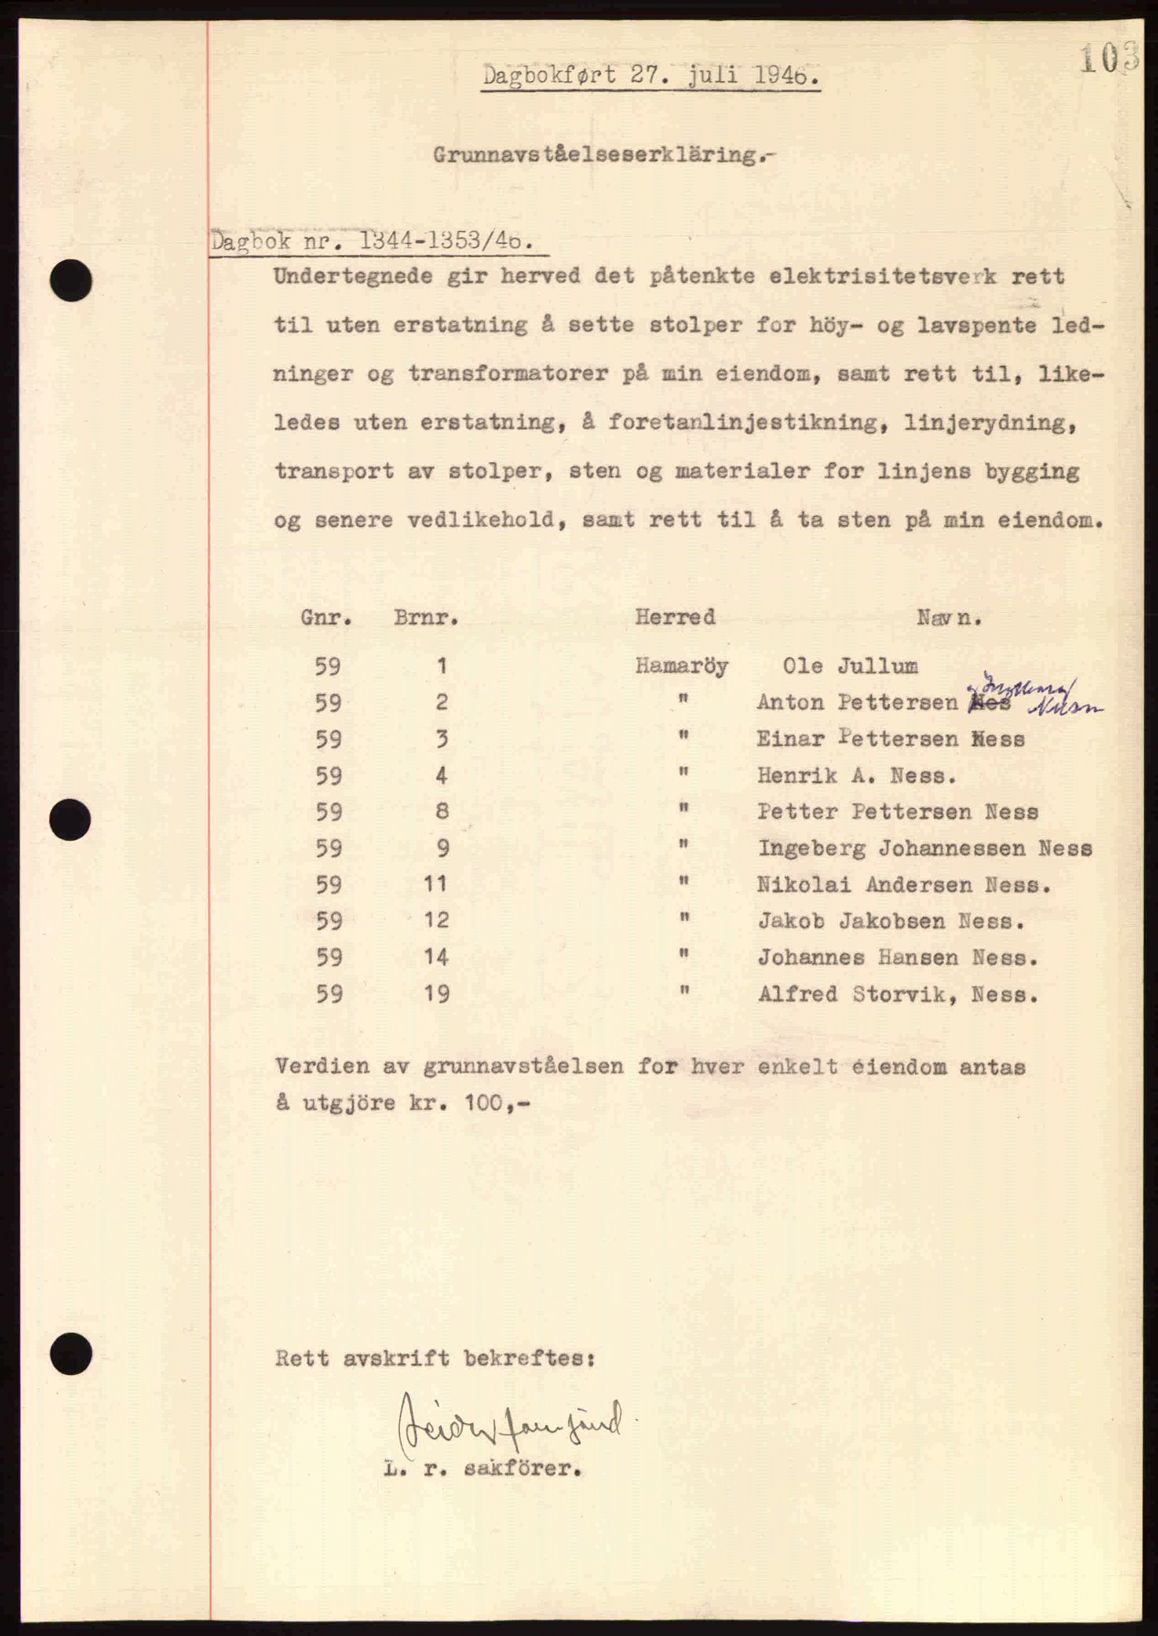 103
Dagbokført 27. juli 1946.
Grunnavståelseserkläring.-
Dagbok nr. 1344-1353/46.
Undertegnede gir herved det påtenkte elektrisitetsverk rett
til uten erstatning å sette stolper for höy- og lavspente led-
ninger og transformatorer på min eiendom, samt rett til, like-
ledes uten erstatning, å foretanlinjestikning, linjerydning,
transport av stolper, sten og materialer for linjens bygging
og senere vedlikehold, samt rett til å ta sten på min eiendom.
Gnr. Brnr. Herred Navn.
59 1 Hamaröy Ole Jullum
59 2 " Anton Pettersen Nes
59 3 " Einar Pettersen Ness
59 4 " Henrik A. Ness.
59 8 " Petter Pettersen Ness
59 9 " Ingeberg Johannessen Ness
59 11 " Nikolai Andersen Ness.
59 12 " Jakob Jakobsen Ness.
59 14 " Johannes Hansen Ness.
59 19 " Alfred Storvik, Ness.
Verdien av grunnavståelsen for hver enkelt eiendom antas
å utgjöre kr. 100,-
Rett avskrift bekreftes:
L. r. sakförer.